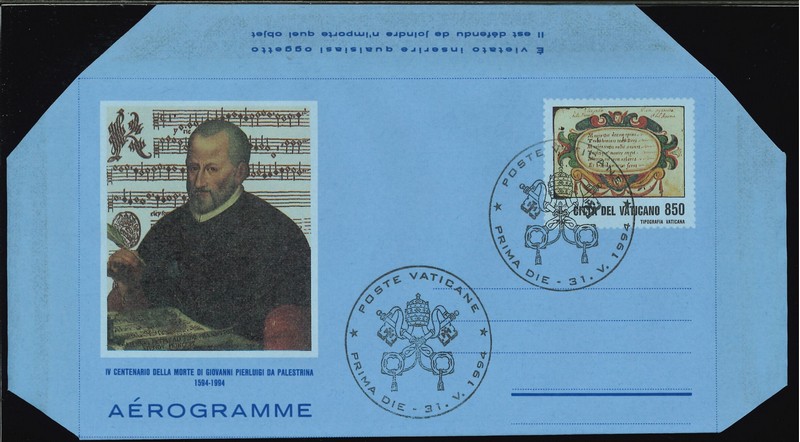 È vietato inserire qualsiasi oggetto
Il est défendu de joindre n'importe quel objet
CITTÀ DEL VATICANO 850
TIPOGRAFIA VATICANA
POSTE VATICANE
PRIMA DIE - 31. V. 1994
POSTE VATICANE
PRIMA DIE - 31. V. 1994
IV CENTENARIO DELLA MORTE DI GIOVANNI PIERLUIGI DA PALESTRINA
1594-1994
AÉROGRAMME